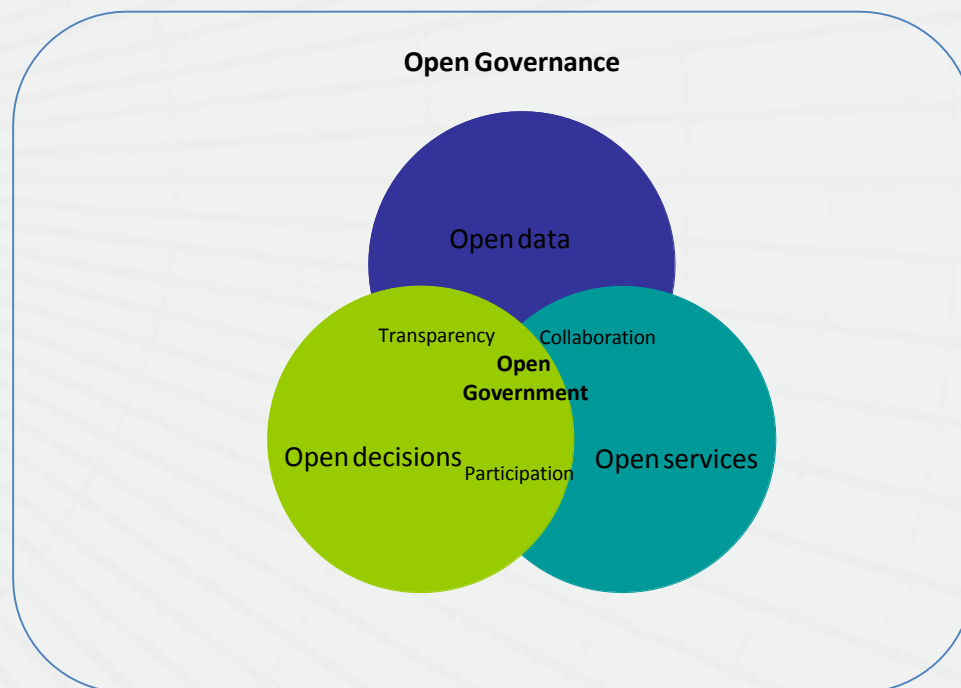 Open Governance
Open data
Transparency
Collaboration
Open
Government
Open decisions
Open services
Participation